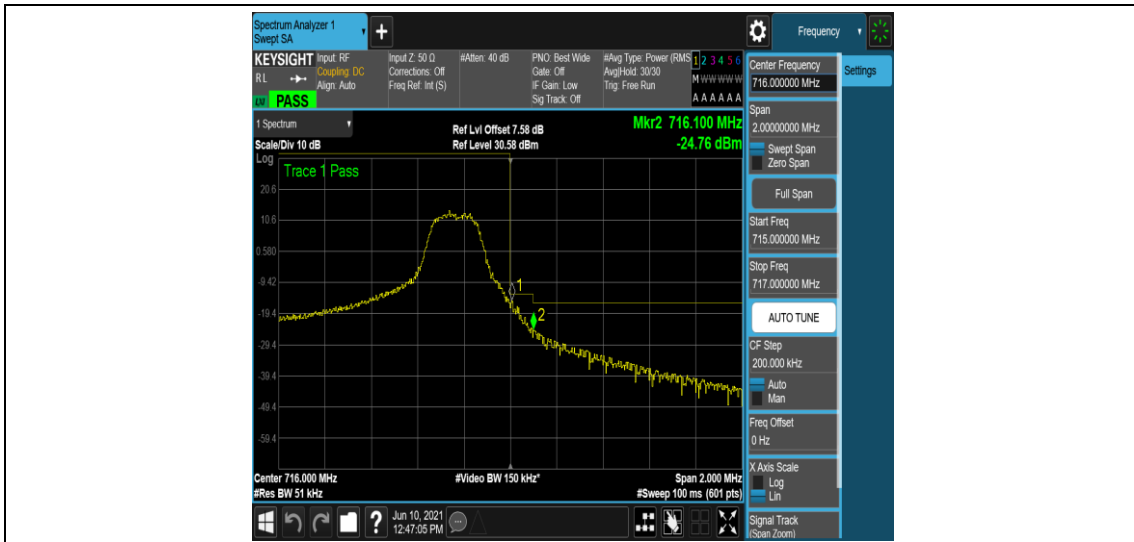 Spectrum Analyzer 1
Swept SA
+
Frequency
KEYSIGHT
RL
LXI
PASS
Input: RF
Coupling: DC
Align: Auto
Input Z: 50 Ω
Corrections: Off
Freq Ref: Int (S)
#Atten: 40 dB
PNO: Best Wide
Gate: Off
IF Gain: Low
Sig Track: Off
#Avg Type: Power (RMS
Avg|Hold: 30/30
Trig: Free Run
1 2 3 4 5 6
M W W W W W
A A A A A A
1 Spectrum
Scale/Div 10 dB
Ref Lvl Offset 7.58 dB
Ref Level 30.58 dBm
Mkr2 716.100 MHz
-24.76 dBm
Log
Trace 1 Pass
20.6
10.6
0.580
-9.42
-19.4
-29.4
-39.4
-49.4
-59.4
1
2
Center 716.000 MHz
#Res BW 51 kHz
#Video BW 150 kHz*
Span 2.000 MHz
#Sweep 100 ms (601 pts)
?
Jun 10, 2021
12:47:05 PM
Center Frequency
716.000000 MHz
Settings
Span
2.00000000 MHz
Swept Span
Zero Span
Full Span
Start Freq
715.000000 MHz
Stop Freq
717.000000 MHz
AUTO TUNE
CF Step
200.000 kHz
Auto
Man
Freq Offset
0 Hz
X Axis Scale
Log
Lin
Signal Track
(Span Zoom)